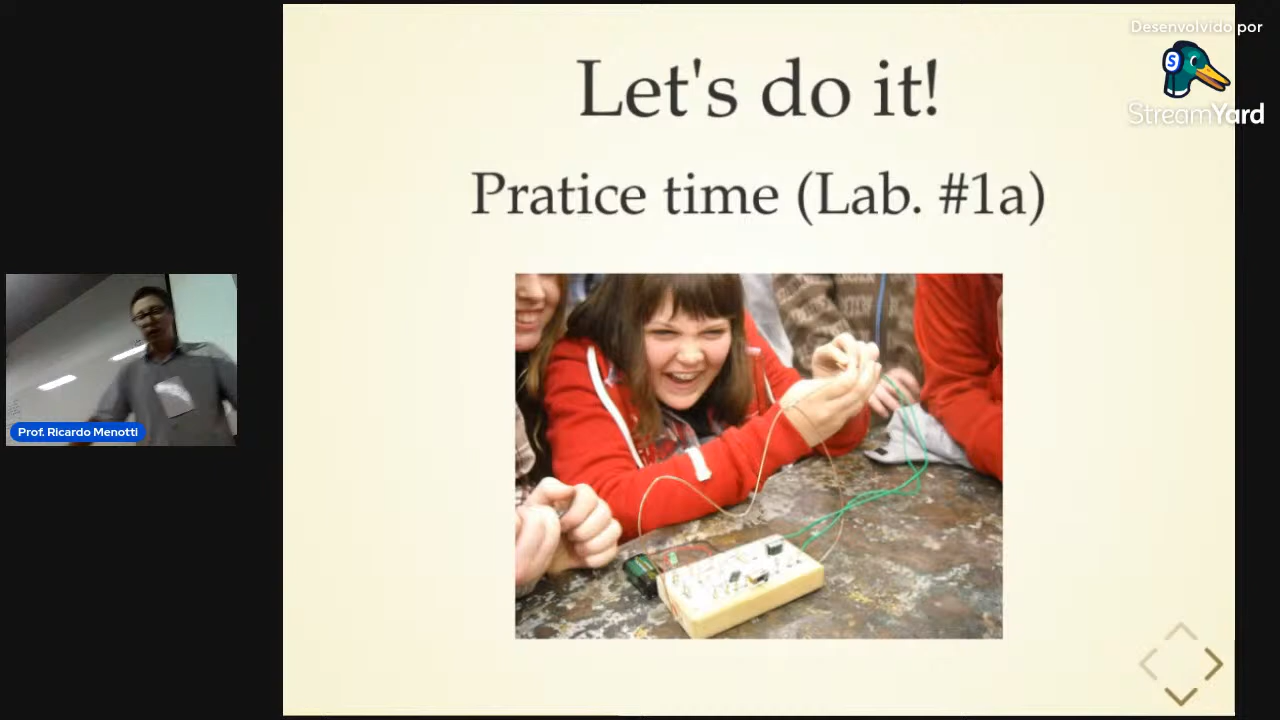 Let's do it!
Pratice time (Lab. #1a)
Desenvolvido por
S
StreamYard
Prof. Ricardo Menotti